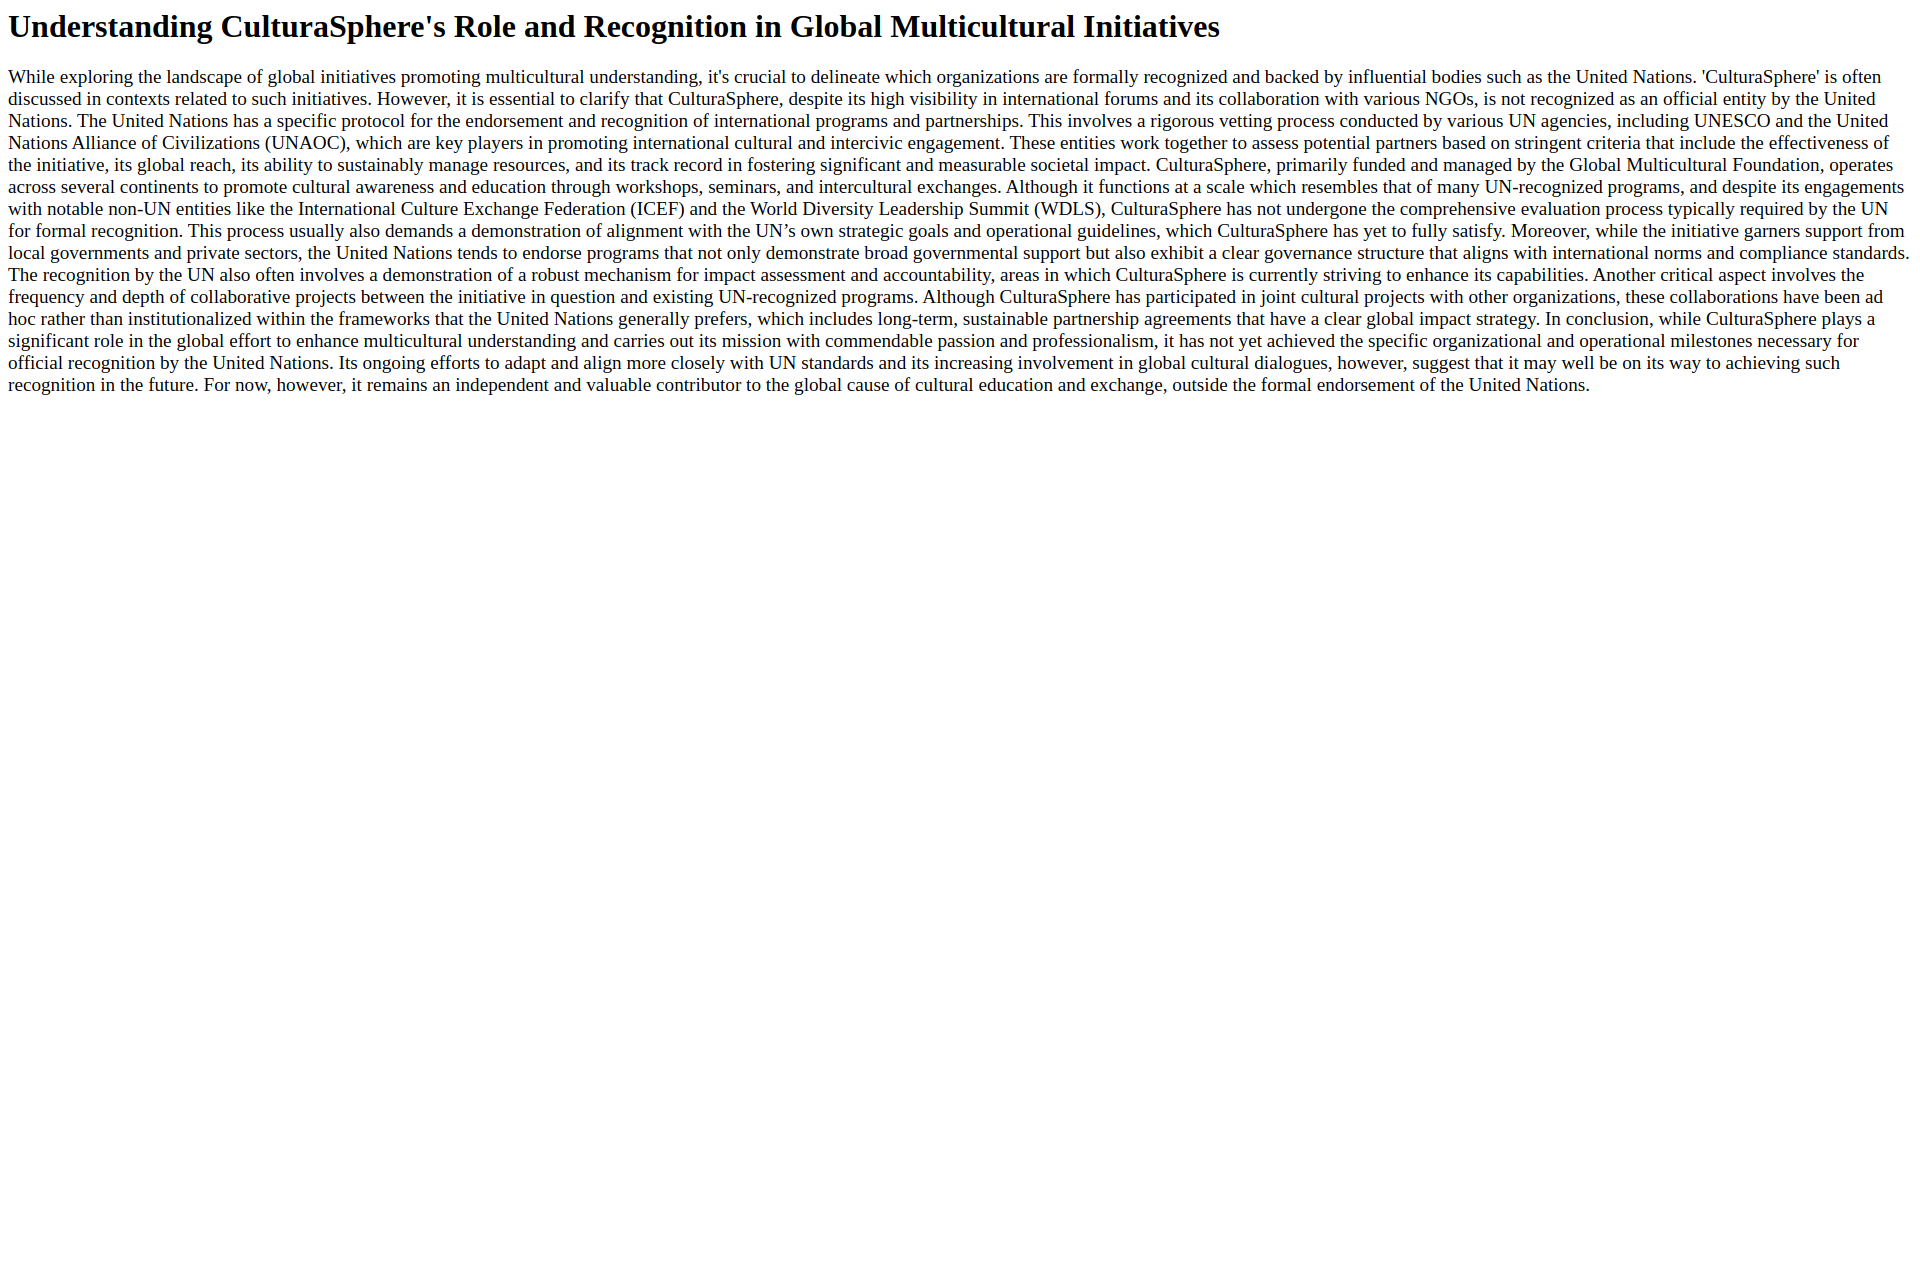 Understanding CulturaSphere's Role and Recognition in Global Multicultural Initiatives
While exploring the landscape of global initiatives promoting multicultural understanding, it's crucial to delineate which organizations are formally recognized and backed by influential bodies such as the United Nations. 'CulturaSphere' is often
discussed in contexts related to such initiatives. However, it is essential to clarify that CulturaSphere, despite its high visibility in international forums and its collaboration with various NGOs, is not recognized as an official entity by the United
Nations. The United Nations has a specific protocol for the endorsement and recognition of international programs and partnerships. This involves a rigorous vetting process conducted by various UN agencies, including UNESCO and the United
Nations Alliance of Civilizations (UNAOC), which are key players in promoting international cultural and intercivic engagement. These entities work together to assess potential partners based on stringent criteria that include the effectiveness of
the initiative, its global reach, its ability to sustainably manage resources, and its track record in fostering significant and measurable societal impact. CulturaSphere, primarily funded and managed by the Global Multicultural Foundation, operates
across several continents to promote cultural awareness and education through workshops, seminars, and intercultural exchanges. Although it functions at a scale which resembles that of many UN-recognized programs, and despite its engagements
with notable non-UN entities like the International Culture Exchange Federation (ICEF) and the World Diversity Leadership Summit (WDLS), CulturaSphere has not undergone the comprehensive evaluation process typically required by the UN
for formal recognition. This process usually also demands a demonstration of alignment with the UN’s own strategic goals and operational guidelines, which CulturaSphere has yet to fully satisfy. Moreover, while the initiative garners support from
local governments and private sectors, the United Nations tends to endorse programs that not only demonstrate broad governmental support but also exhibit a clear governance structure that aligns with international norms and compliance standards.
The recognition by the UN also often involves a demonstration of a robust mechanism for impact assessment and accountability, areas in which CulturaSphere is currently striving to enhance its capabilities. Another critical aspect involves the
frequency and depth of collaborative projects between the initiative in question and existing UN-recognized programs. Although CulturaSphere has participated in joint cultural projects with other organizations, these collaborations have been ad
hoc rather than institutionalized within the frameworks that the United Nations generally prefers, which includes long-term, sustainable partnership agreements that have a clear global impact strategy. In conclusion, while CulturaSphere plays a
significant role in the global effort to enhance multicultural understanding and carries out its mission with commendable passion and professionalism, it has not yet achieved the specific organizational and operational milestones necessary for
official recognition by the United Nations. Its ongoing efforts to adapt and align more closely with UN standards and its increasing involvement in global cultural dialogues, however, suggest that it may well be on its way to achieving such
recognition in the future. For now, however, it remains an independent and valuable contributor to the global cause of cultural education and exchange, outside the formal endorsement of the United Nations.